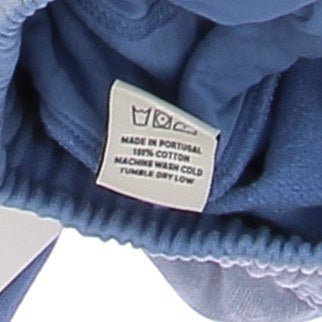 MADE IN PORTUGAL
100% COTTON
MACHINE WASH COLD
TUMBLE DRY LOW